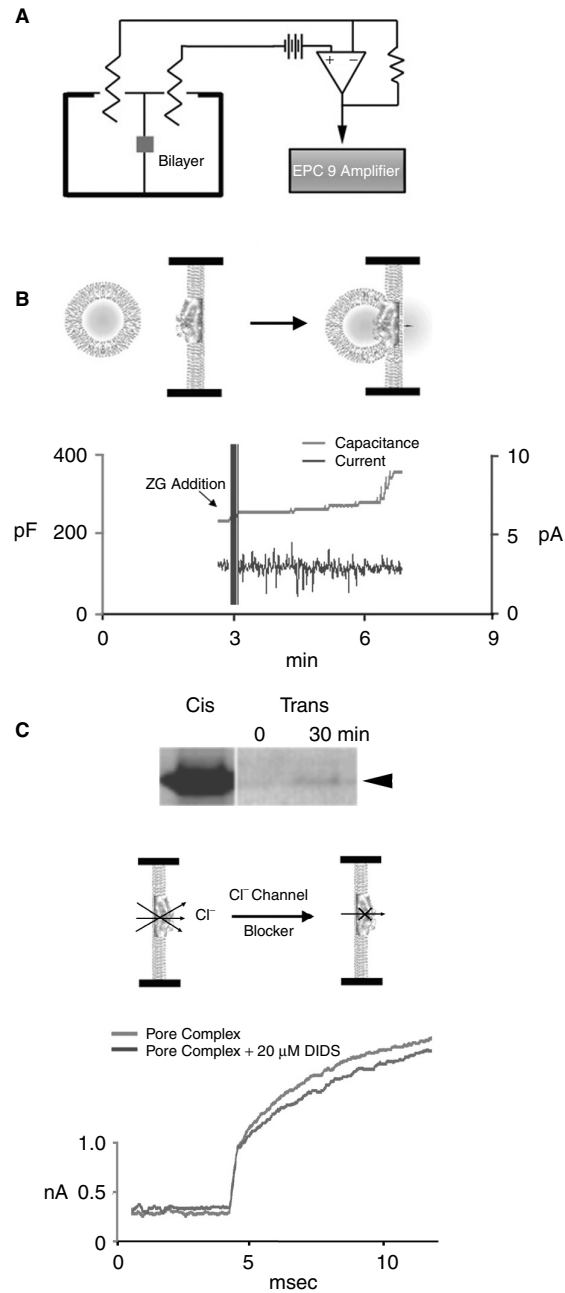 A
Bilayer
+ −
EPC 9 Amplifier
B
Capacitance
Current
ZG Addition
400
200
0
pF
10
5
0
pA
0 3 6 9
min
C
Cis Trans
0 30 min
Cl⁻
Cl⁻ Channel
Blocker
Pore Complex
Pore Complex + 20 μM DIDS
1.0
nA 0.5
0
0 5 10
msec